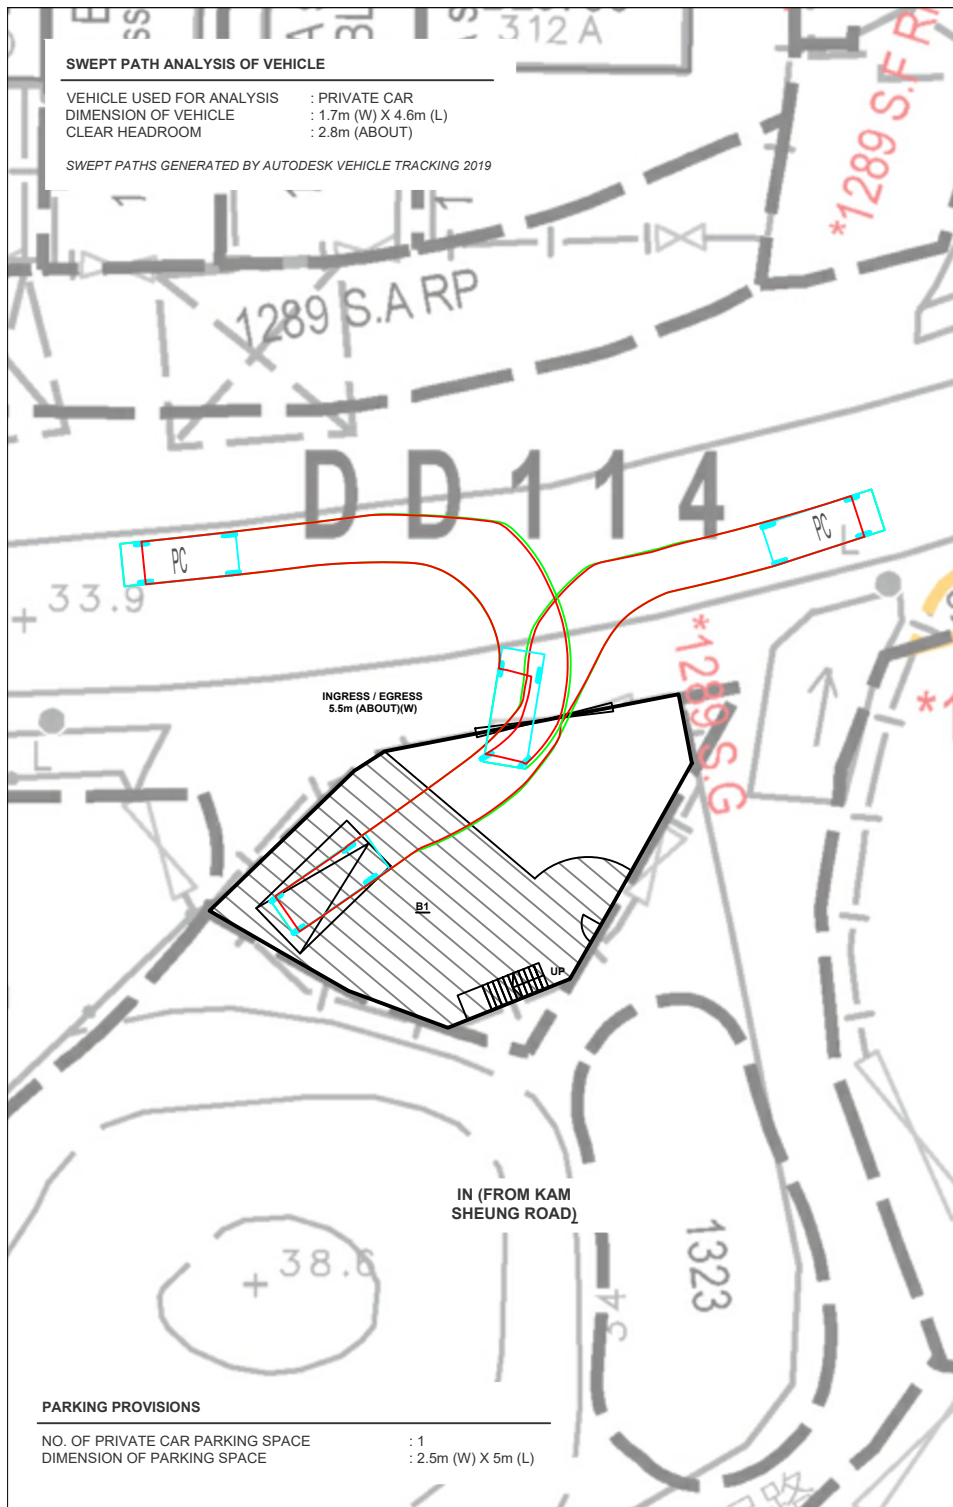 312 A
SWEPT PATH ANALYSIS OF VEHICLE
VEHICLE USED FOR ANALYSIS : PRIVATE CAR
DIMENSION OF VEHICLE : 1.7m (W) X 4.6m (L)
CLEAR HEADROOM : 2.8m (ABOUT)
SWEPT PATHS GENERATED BY AUTODESK VEHICLE TRACKING 2019
*1289 S.F R
1289 S.A RP
DD114
PC
PC
L
33.9
*1289 S.G
INGRESS / EGRESS
5.5m (ABOUT)(W)
L
B1
UP
IN (FROM KAM
SHEUNG ROAD)
1323
38.6
34
PARKING PROVISIONS
NO. OF PRIVATE CAR PARKING SPACE : 1
DIMENSION OF PARKING SPACE : 2.5m (W) X 5m (L)
路